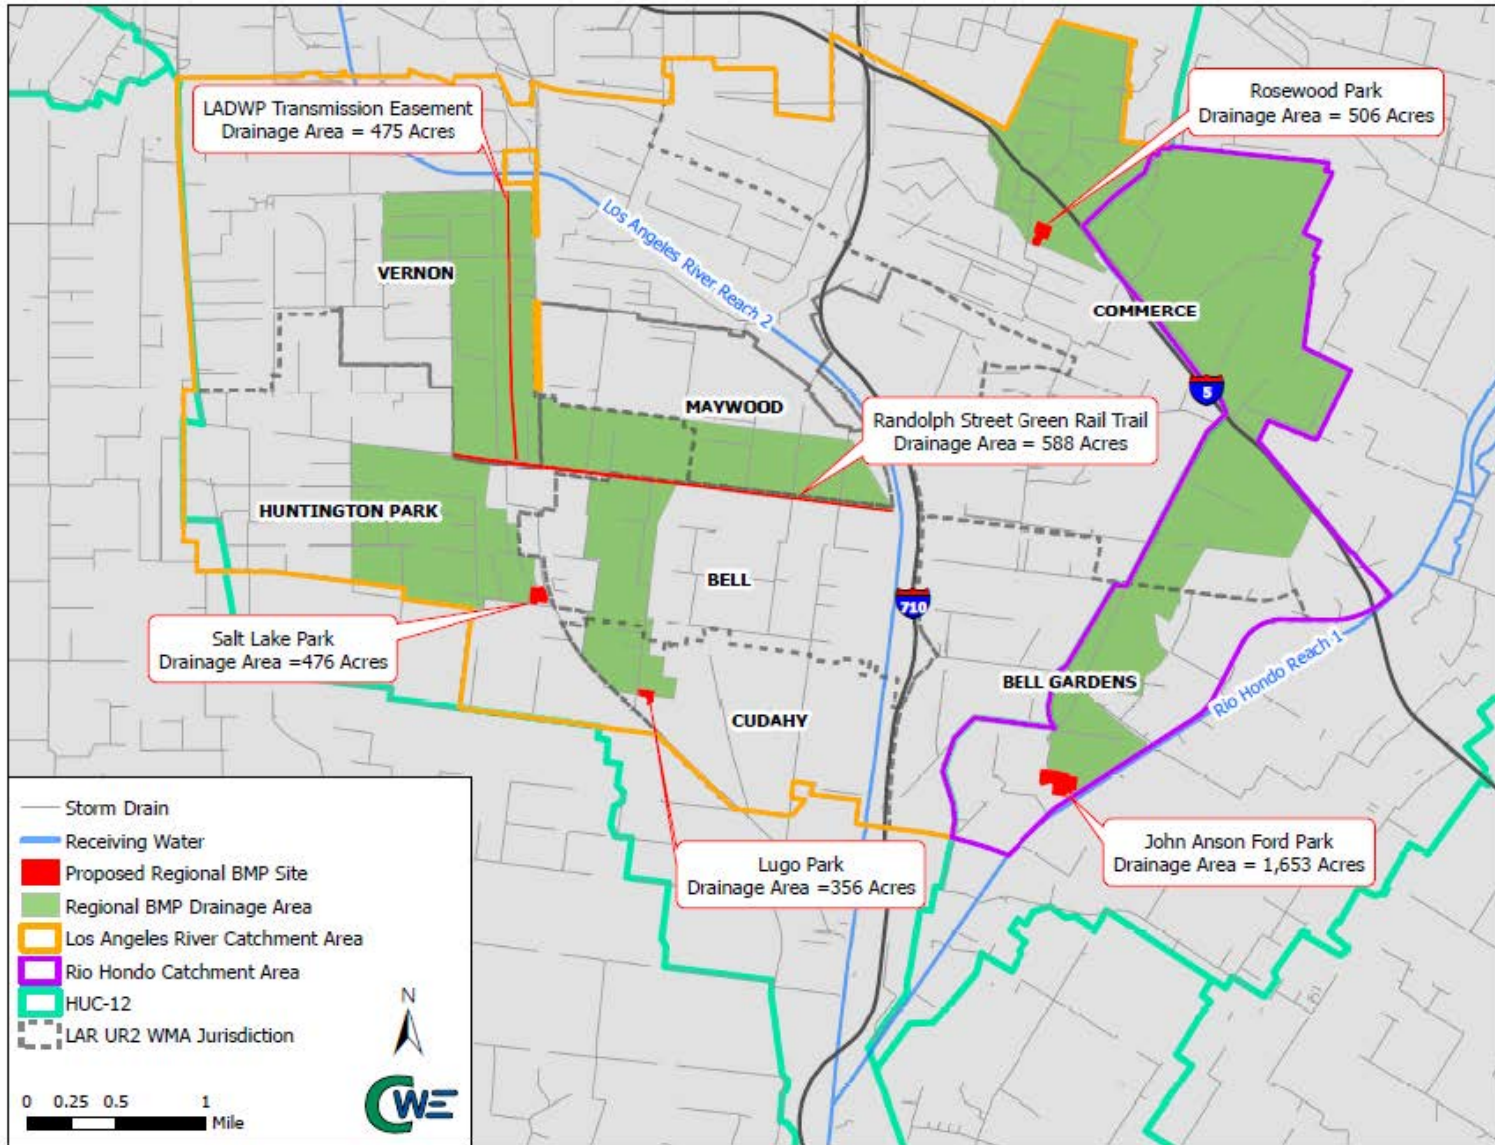 LADWP Transmission Easement
Drainage Area = 475 Acres
Rosewood Park
Drainage Area = 506 Acres
Los Angeles River Reach 2
VERNON
COMMERCE
5
MAYWOOD
Randolph Street Green Rail Trail
Drainage Area = 588 Acres
HUNTINGTON PARK
BELL
710
Salt Lake Park
Drainage Area =476 Acres
BELL GARDENS
Rio Hondo Reach 1
CUDAHY
Lugo Park
Drainage Area =356 Acres
John Anson Ford Park
Drainage Area = 1,653 Acres
Storm Drain
Receiving Water
Proposed Regional BMP Site
Regional BMP Drainage Area
Los Angeles River Catchment Area
Rio Hondo Catchment Area
HUC-12
LAR UR2 WMA Jurisdiction
N
0 0.25 0.5 1
Mile
CWE